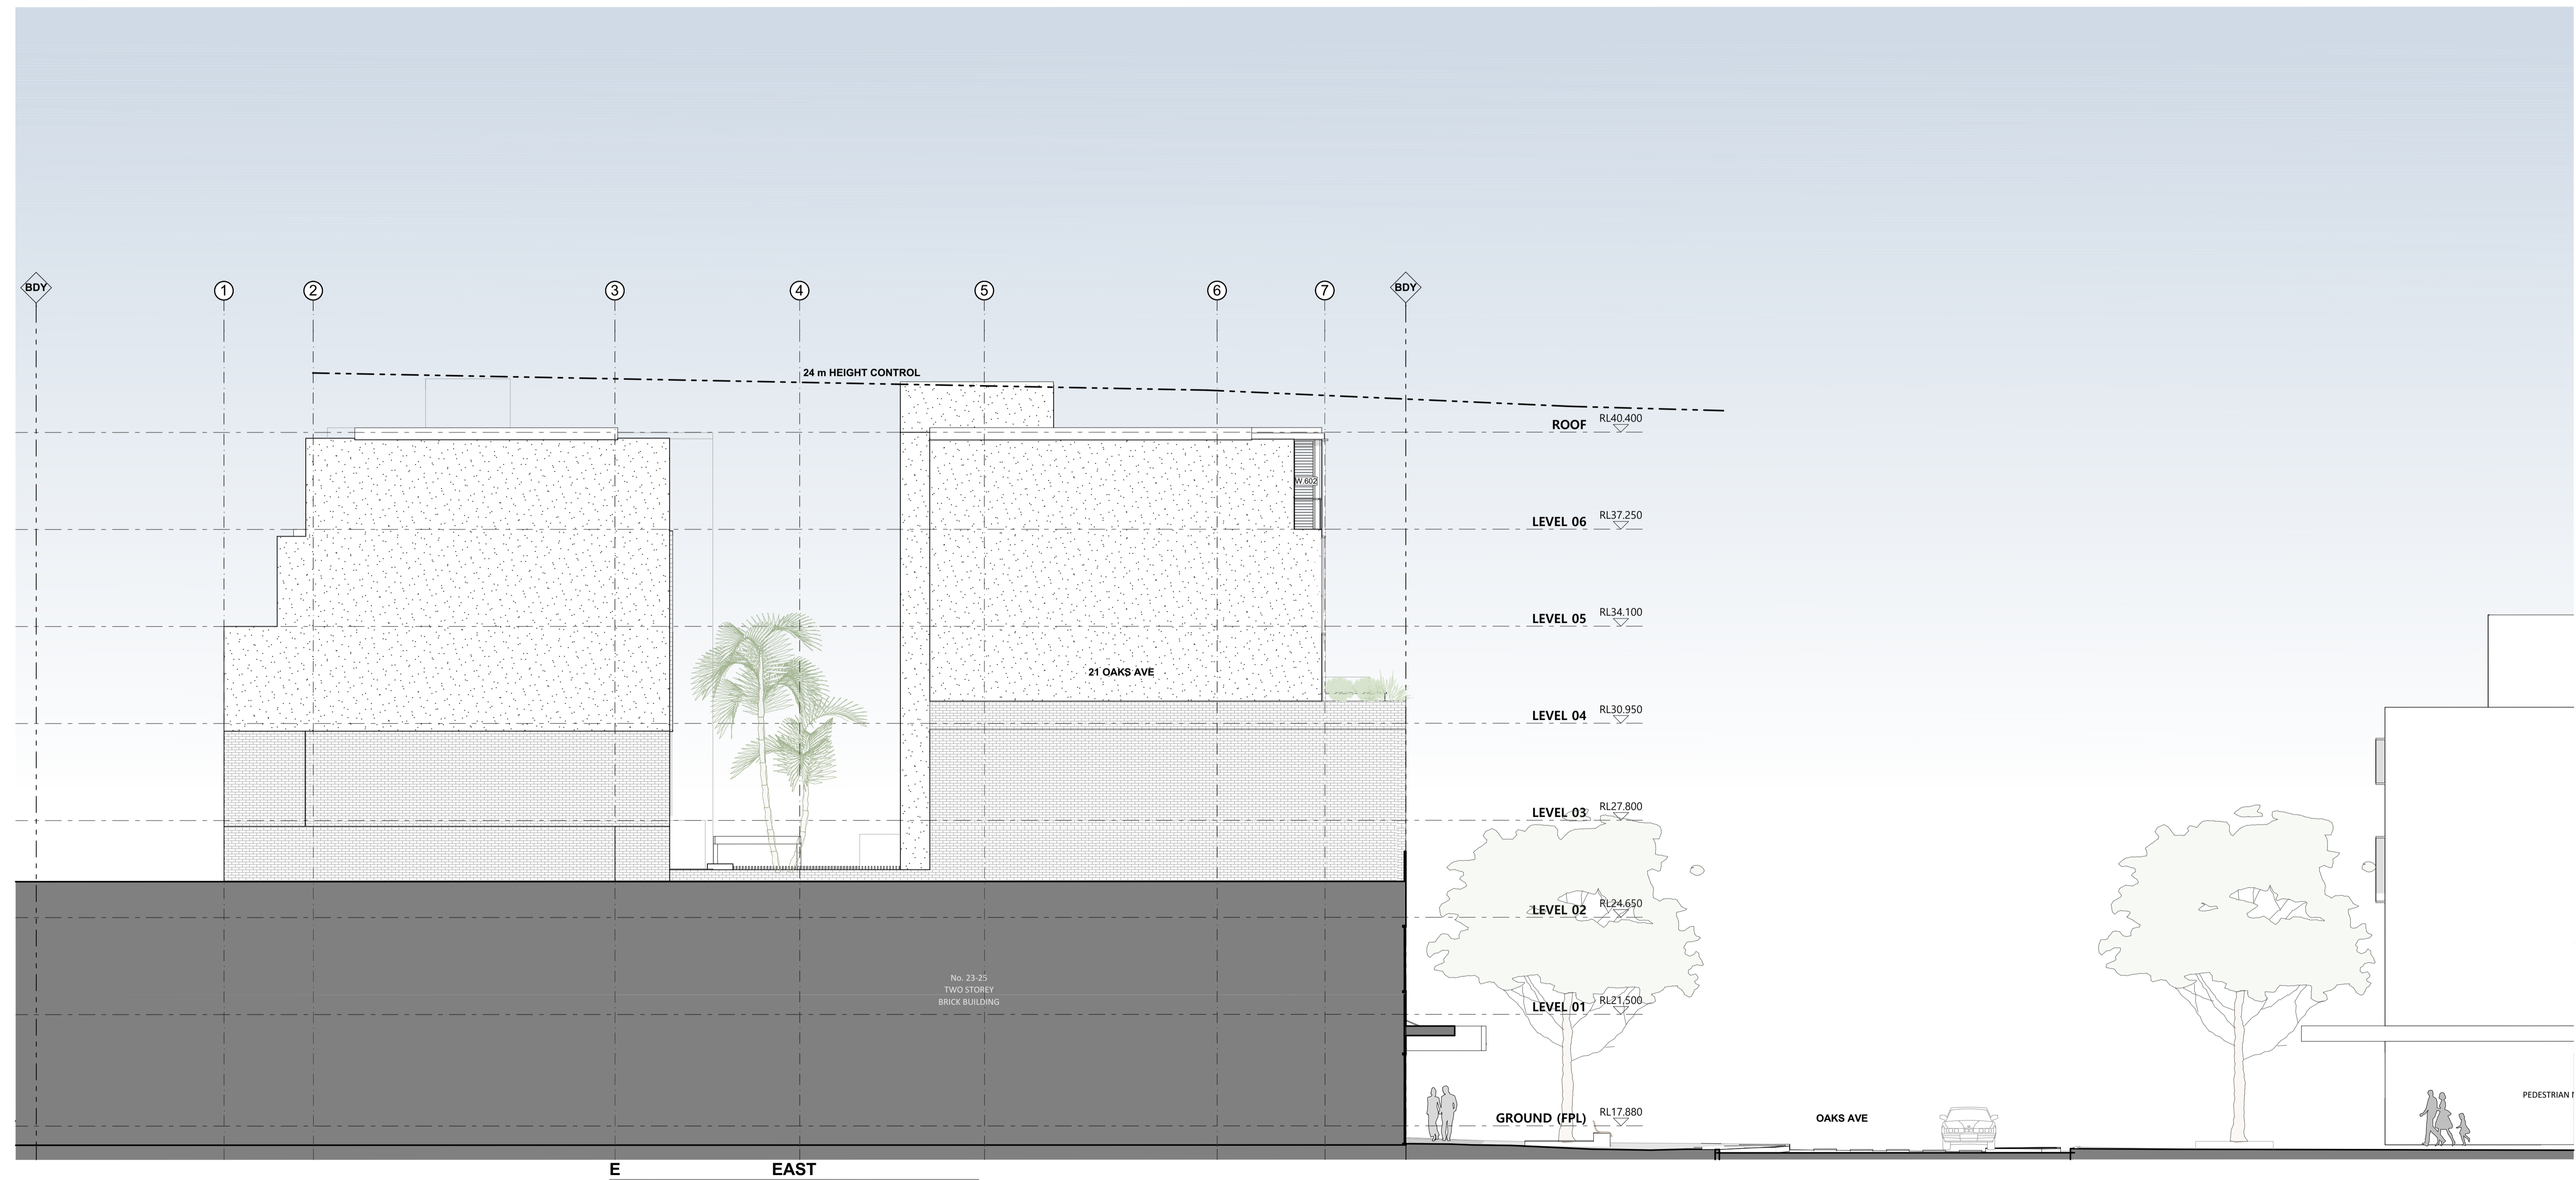 BDY
1
2
3
4
5
6
7
BDY
24 m HEIGHT CONTROL
ROOF RL40.400
W.602
LEVEL 06 RL37.250
LEVEL 05 RL34.100
21 OAKS AVE
LEVEL 04 RL30.950
LEVEL 03 RL27.800
LEVEL 02 RL24.650
No. 23-25
TWO STOREY
BRICK BUILDING
LEVEL 01 RL21.500
PEDESTRIAN
GROUND (FPL) RL17.880
OAKS AVE
E EAST